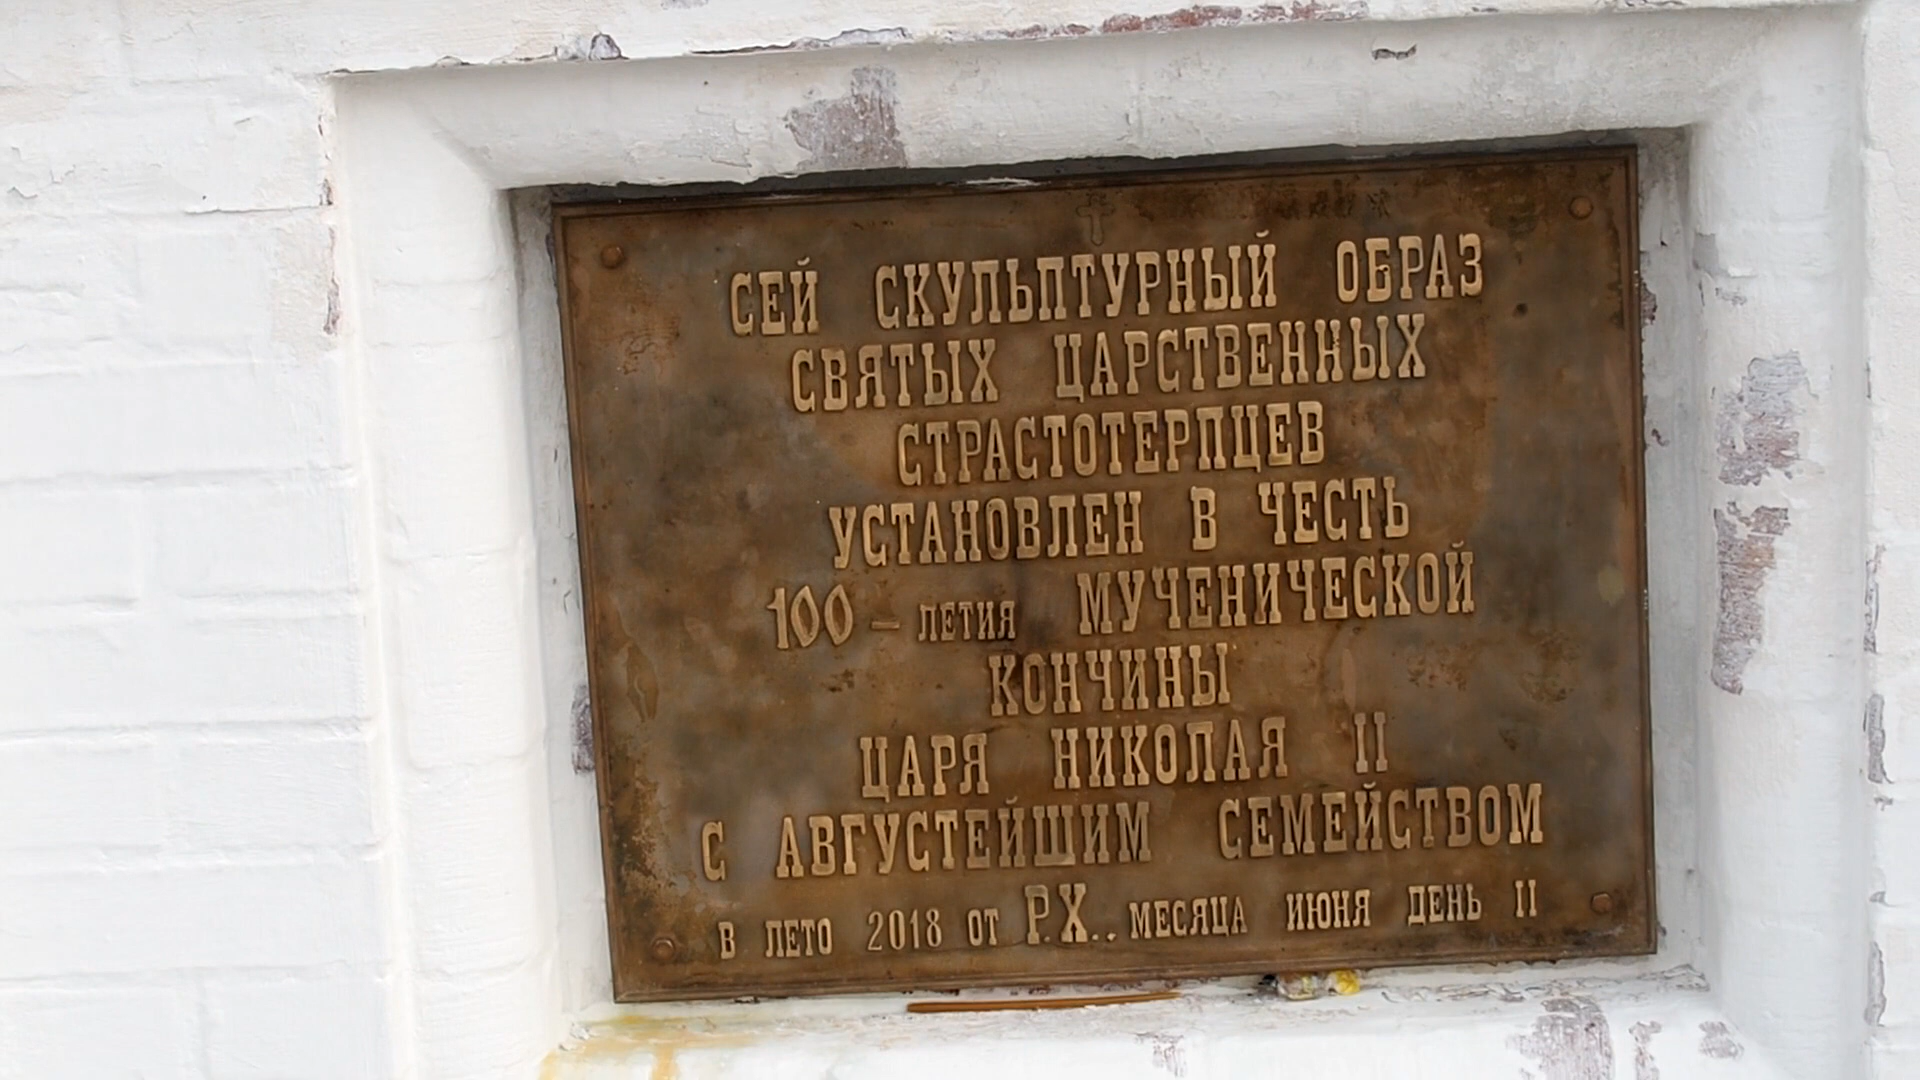 СЕЙ СКУЛЬПТУРНЫЙ ОБРАЗ
СВЯТЫХ ЦАРСТВЕННЫХ
СТРАСТОТЕРПЦЕВ
УСТАНОВЛЕН В ЧЕСТЬ
100 – ЛЕТИЯ МУЧЕНИЧЕСКОЙ
КОНЧИНЫ
ЦАРЯ НИКОЛАЯ II
С АВГУСТЕЙШИМ СЕМЕЙСТВОМ
В ЛЕТО 2018 ОТ Р.Х., МЕСЯЦА ИЮНЯ ДЕНЬ II